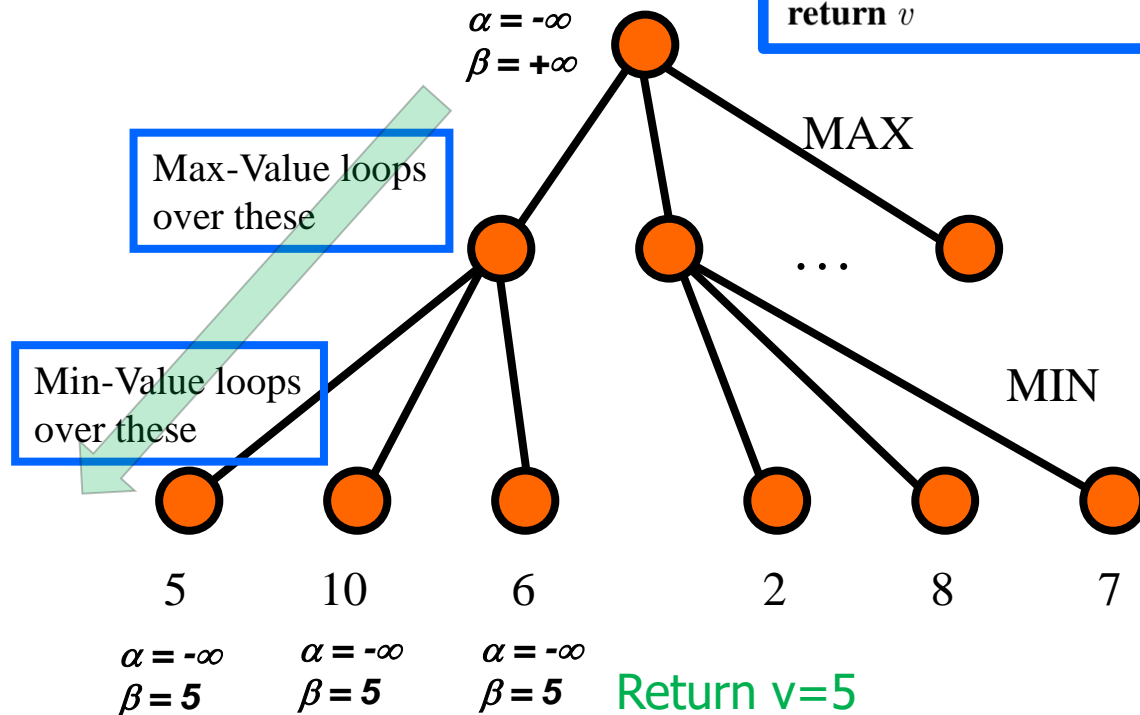 return v
α = -∞
β = +∞
MAX
Max-Value loops
over these
...
Min-Value loops
over these
MIN
5 10 6 2 8 7
α = -∞ α = -∞ α = -∞
β = 5 β = 5 β = 5 Return v=5